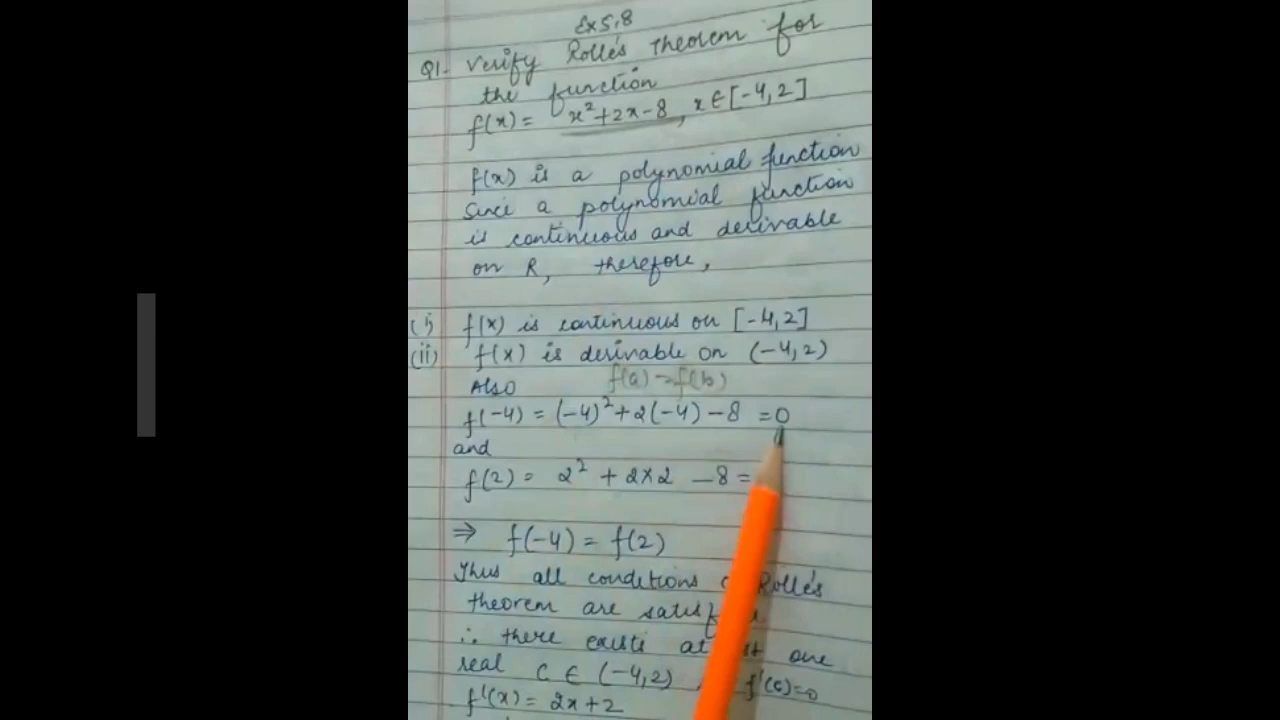 Ex 5.8
Q1. Verify Rolle's Theorem for
the function
f(x) = x²+2x-8, x ∈ [-4, 2]
f(x) is a polynomial function
Since a polynomial function
is continuous and derivable
on R, therefore,
(i) f(x) is continuous on [-4, 2]
(ii) f(x) is derivable on (-4, 2)
Also f(a) = f(b)
f(-4) = (-4)² + 2(-4) - 8 = 0
and
f(2) = 2² + 2×2 - 8 =
⇒ f(-4) = f(2)
Thus all conditions Rolle's
theorem are
∴ there exists one
real C ∈ (-4, 2) f'(c)=0
f'(x) = 2x+2